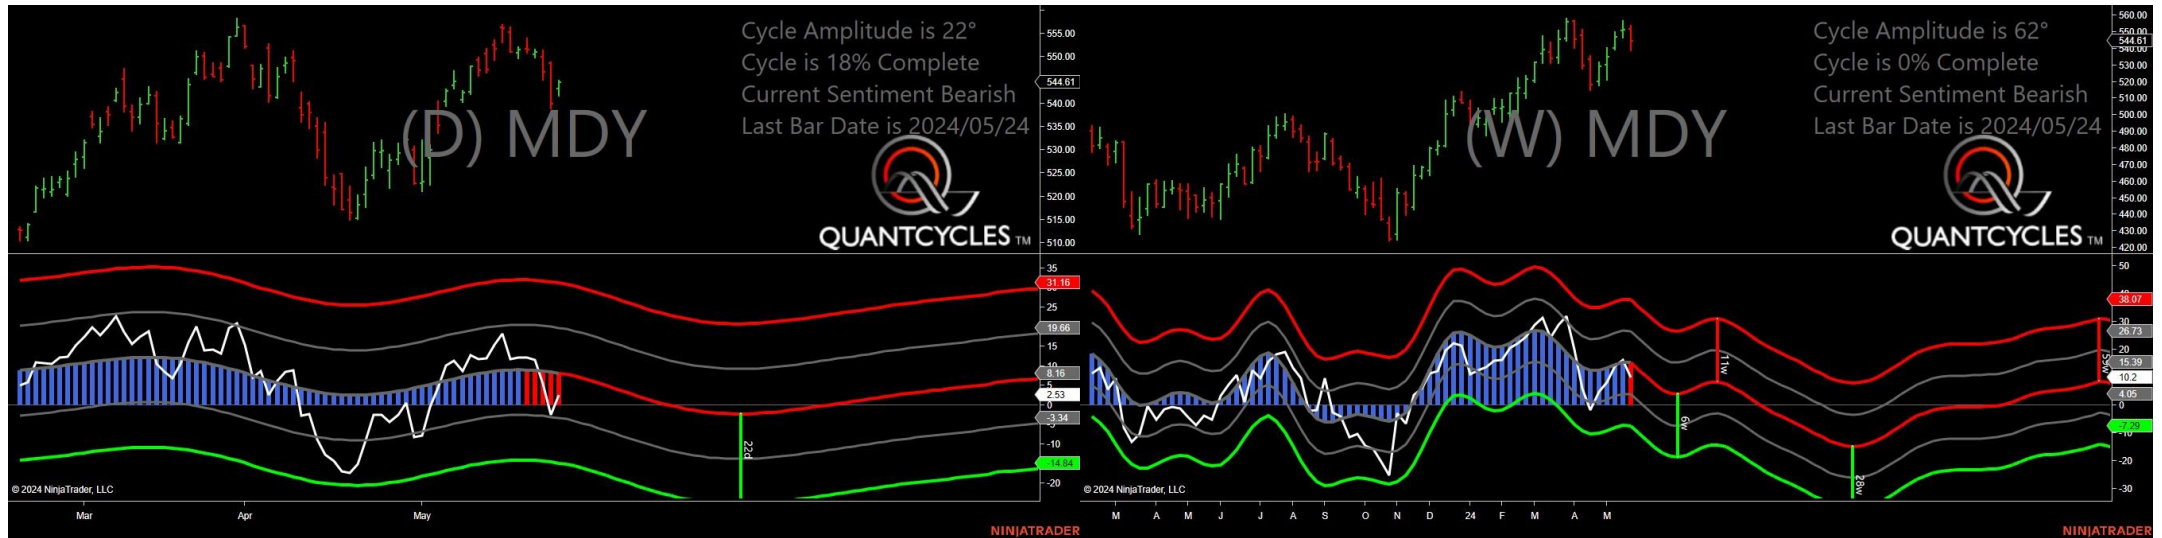 Cycle Amplitude is 22°
Cycle is 18% Complete
Current Sentiment Bearish
Last Bar Date is 2024/05/24
(D) MDY
QUANTCYCLES TM
555.00
550.00
544.61
540.00
535.00
530.00
525.00
520.00
515.00
510.00
35
31.16
25
19.66
15
8.16
2.53
0
-3.34
-10
-14.84
-20
22d
© 2024 NinjaTrader, LLC
Mar
Apr
May
NINJATRADER
Cycle Amplitude is 62°
Cycle is 0% Complete
Current Sentiment Bearish
Last Bar Date is 2024/05/24
(W) MDY
QUANTCYCLES TM
560.00
550.00
544.61
540.00
530.00
520.00
510.00
500.00
490.00
480.00
470.00
460.00
450.00
440.00
430.00
420.00
50
38.07
30
26.73
20
15.39
10.2
4.05
0
-7.29
-20
-30
11w
6w
28w
© 2024 NinjaTrader, LLC
M A M J J A S O N D 24 F M A M
NINJATRADER